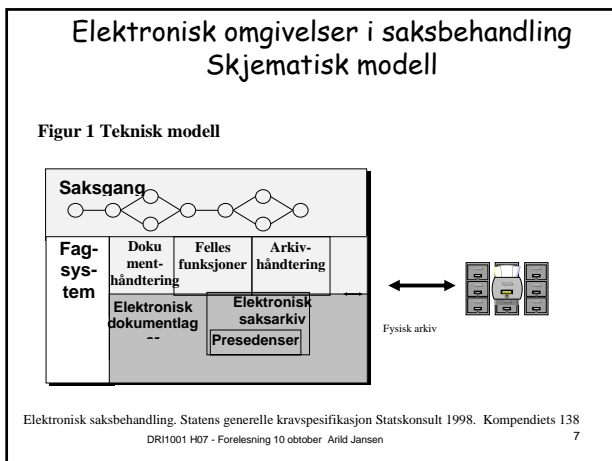 Elektronisk omgivelser i saksbehandling
Skjematisk modell
Figur 1 Teknisk modell
Saksgang
Fag-
sys-
tem
Doku
ment-
håndtering
Felles
funksjoner
Arkiv-
håndtering
Elektronisk
dokumentlag
er
Elektronisk
saksarkiv
Presedenser
Fysisk arkiv
Elektronisk saksbehandling. Statens generelle kravspesifikasjon Statskonsult 1998. Kompendiets 138
DRI1001 H07 - Forelesning 10 obtober Arild Jansen
7